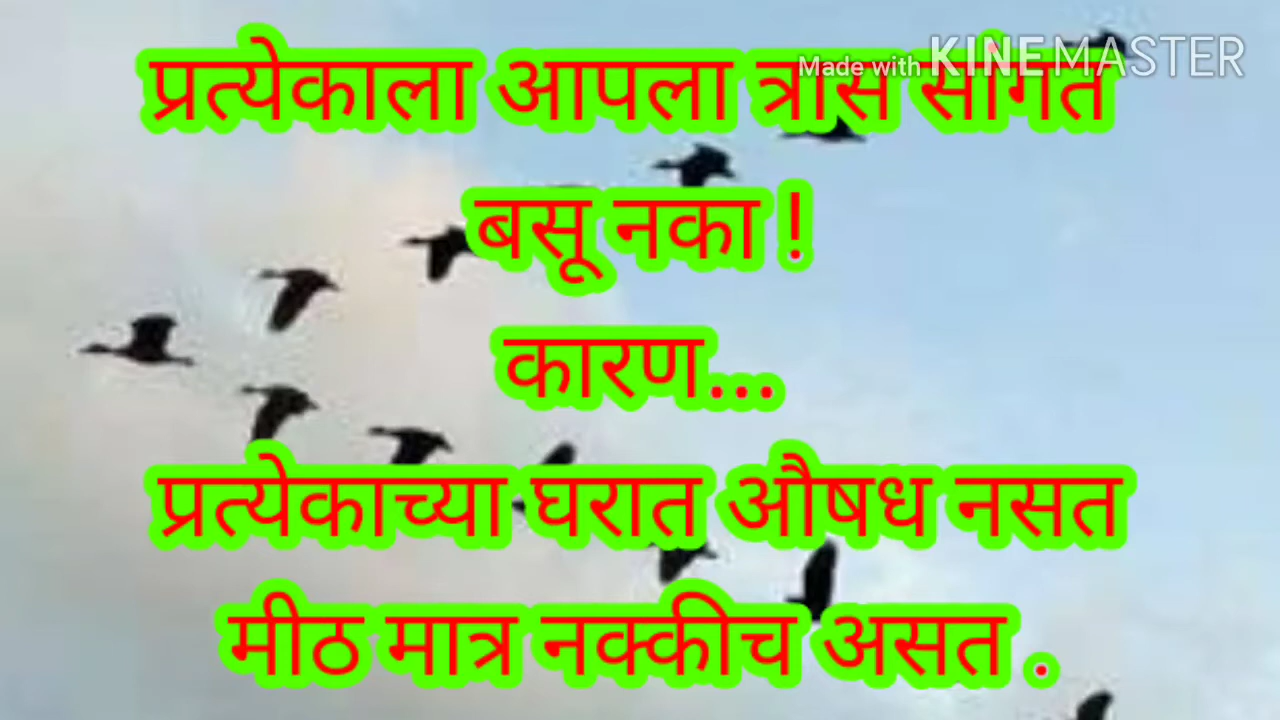 Made with KINEMASTER
प्रत्येकाला आपला त्रास सांगत
बसू नका !
कारण...
प्रत्येकाच्या घरात औषध नसत
मीठ मात्र नक्कीच असत .